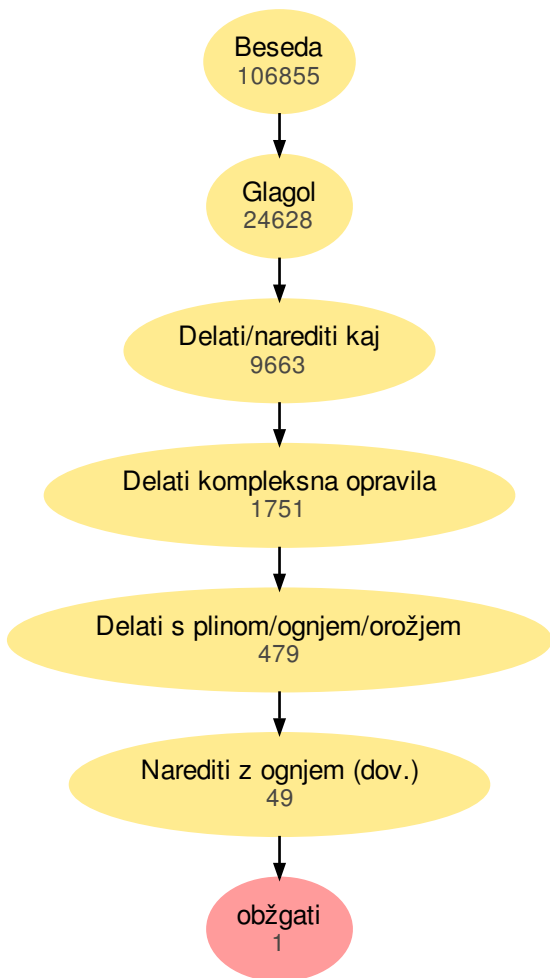 Beseda
106855
Glagol
24628
Delati/narediti kaj
9663
Delati kompleksna opravila
1751
Delati s plinom/ognjem/orožjem
479
Narediti z ognjem (dov.)
49
obžgati
1